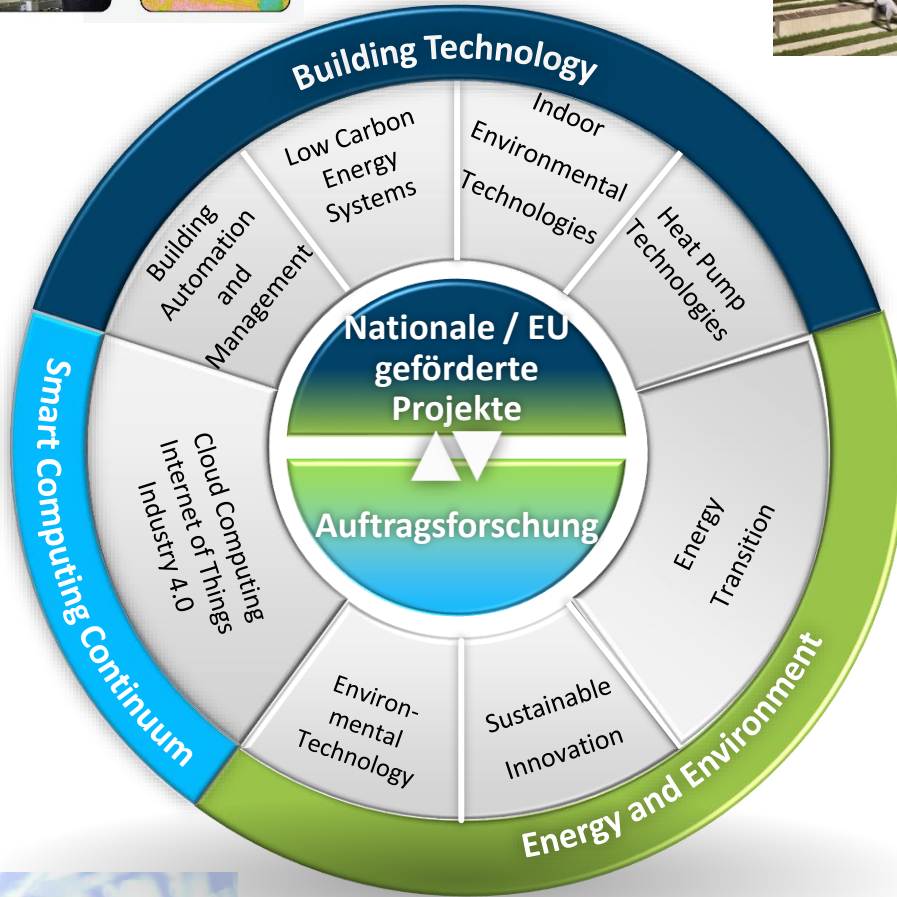 Building Technology
Low Carbon
Energy
Systems
Indoor
Environmental
Technologies
Building
Automation
and
Management
Heat Pump
Technologies
Nationale / EU
geförderte
Projekte
Auftragsforschung
Smart Computing Continuum
Cloud Computing
Internet of Things
Industry 4.0
Energy
Transition
Environ-
mental
Technology
Sustainable
Innovation
Energy and Environment